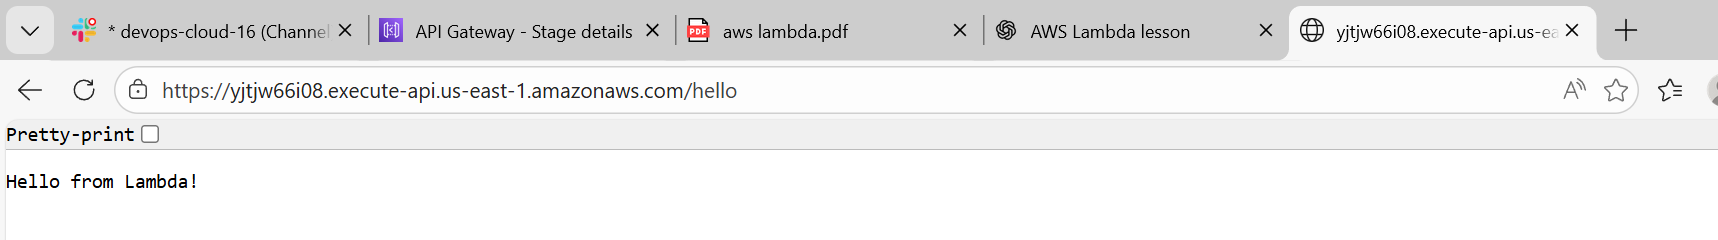 * devops-cloud-16 (Channel
API Gateway - Stage details
PDF
aws lambda.pdf
AWS Lambda lesson
yjtjw66i08.execute-api.us-ea
https://yjtjw66i08.execute-api.us-east-1.amazonaws.com/hello
Pretty-print
Hello from Lambda!